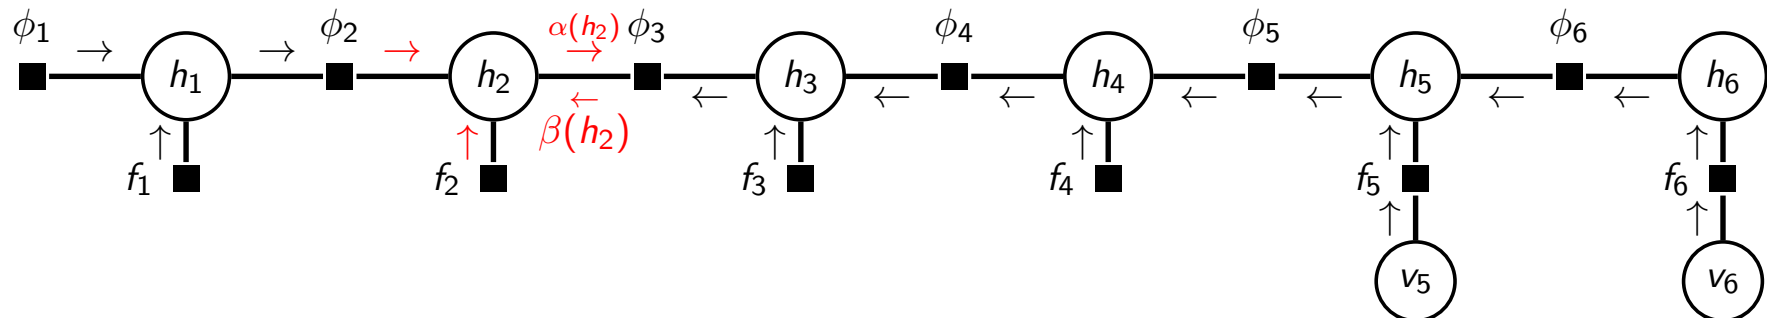 ϕ1 → → ϕ2 → α(h2) → ϕ3 ϕ4 ϕ5 ϕ6
h1 h2 h3 h4 h5 h6
← β(h2) ← ← ← ← ← ← ← ←
↑ ↑ ↑ ↑ ↑ ↑
f1 f2 f3 f4 f5 f6
↑ ↑
v5 v6